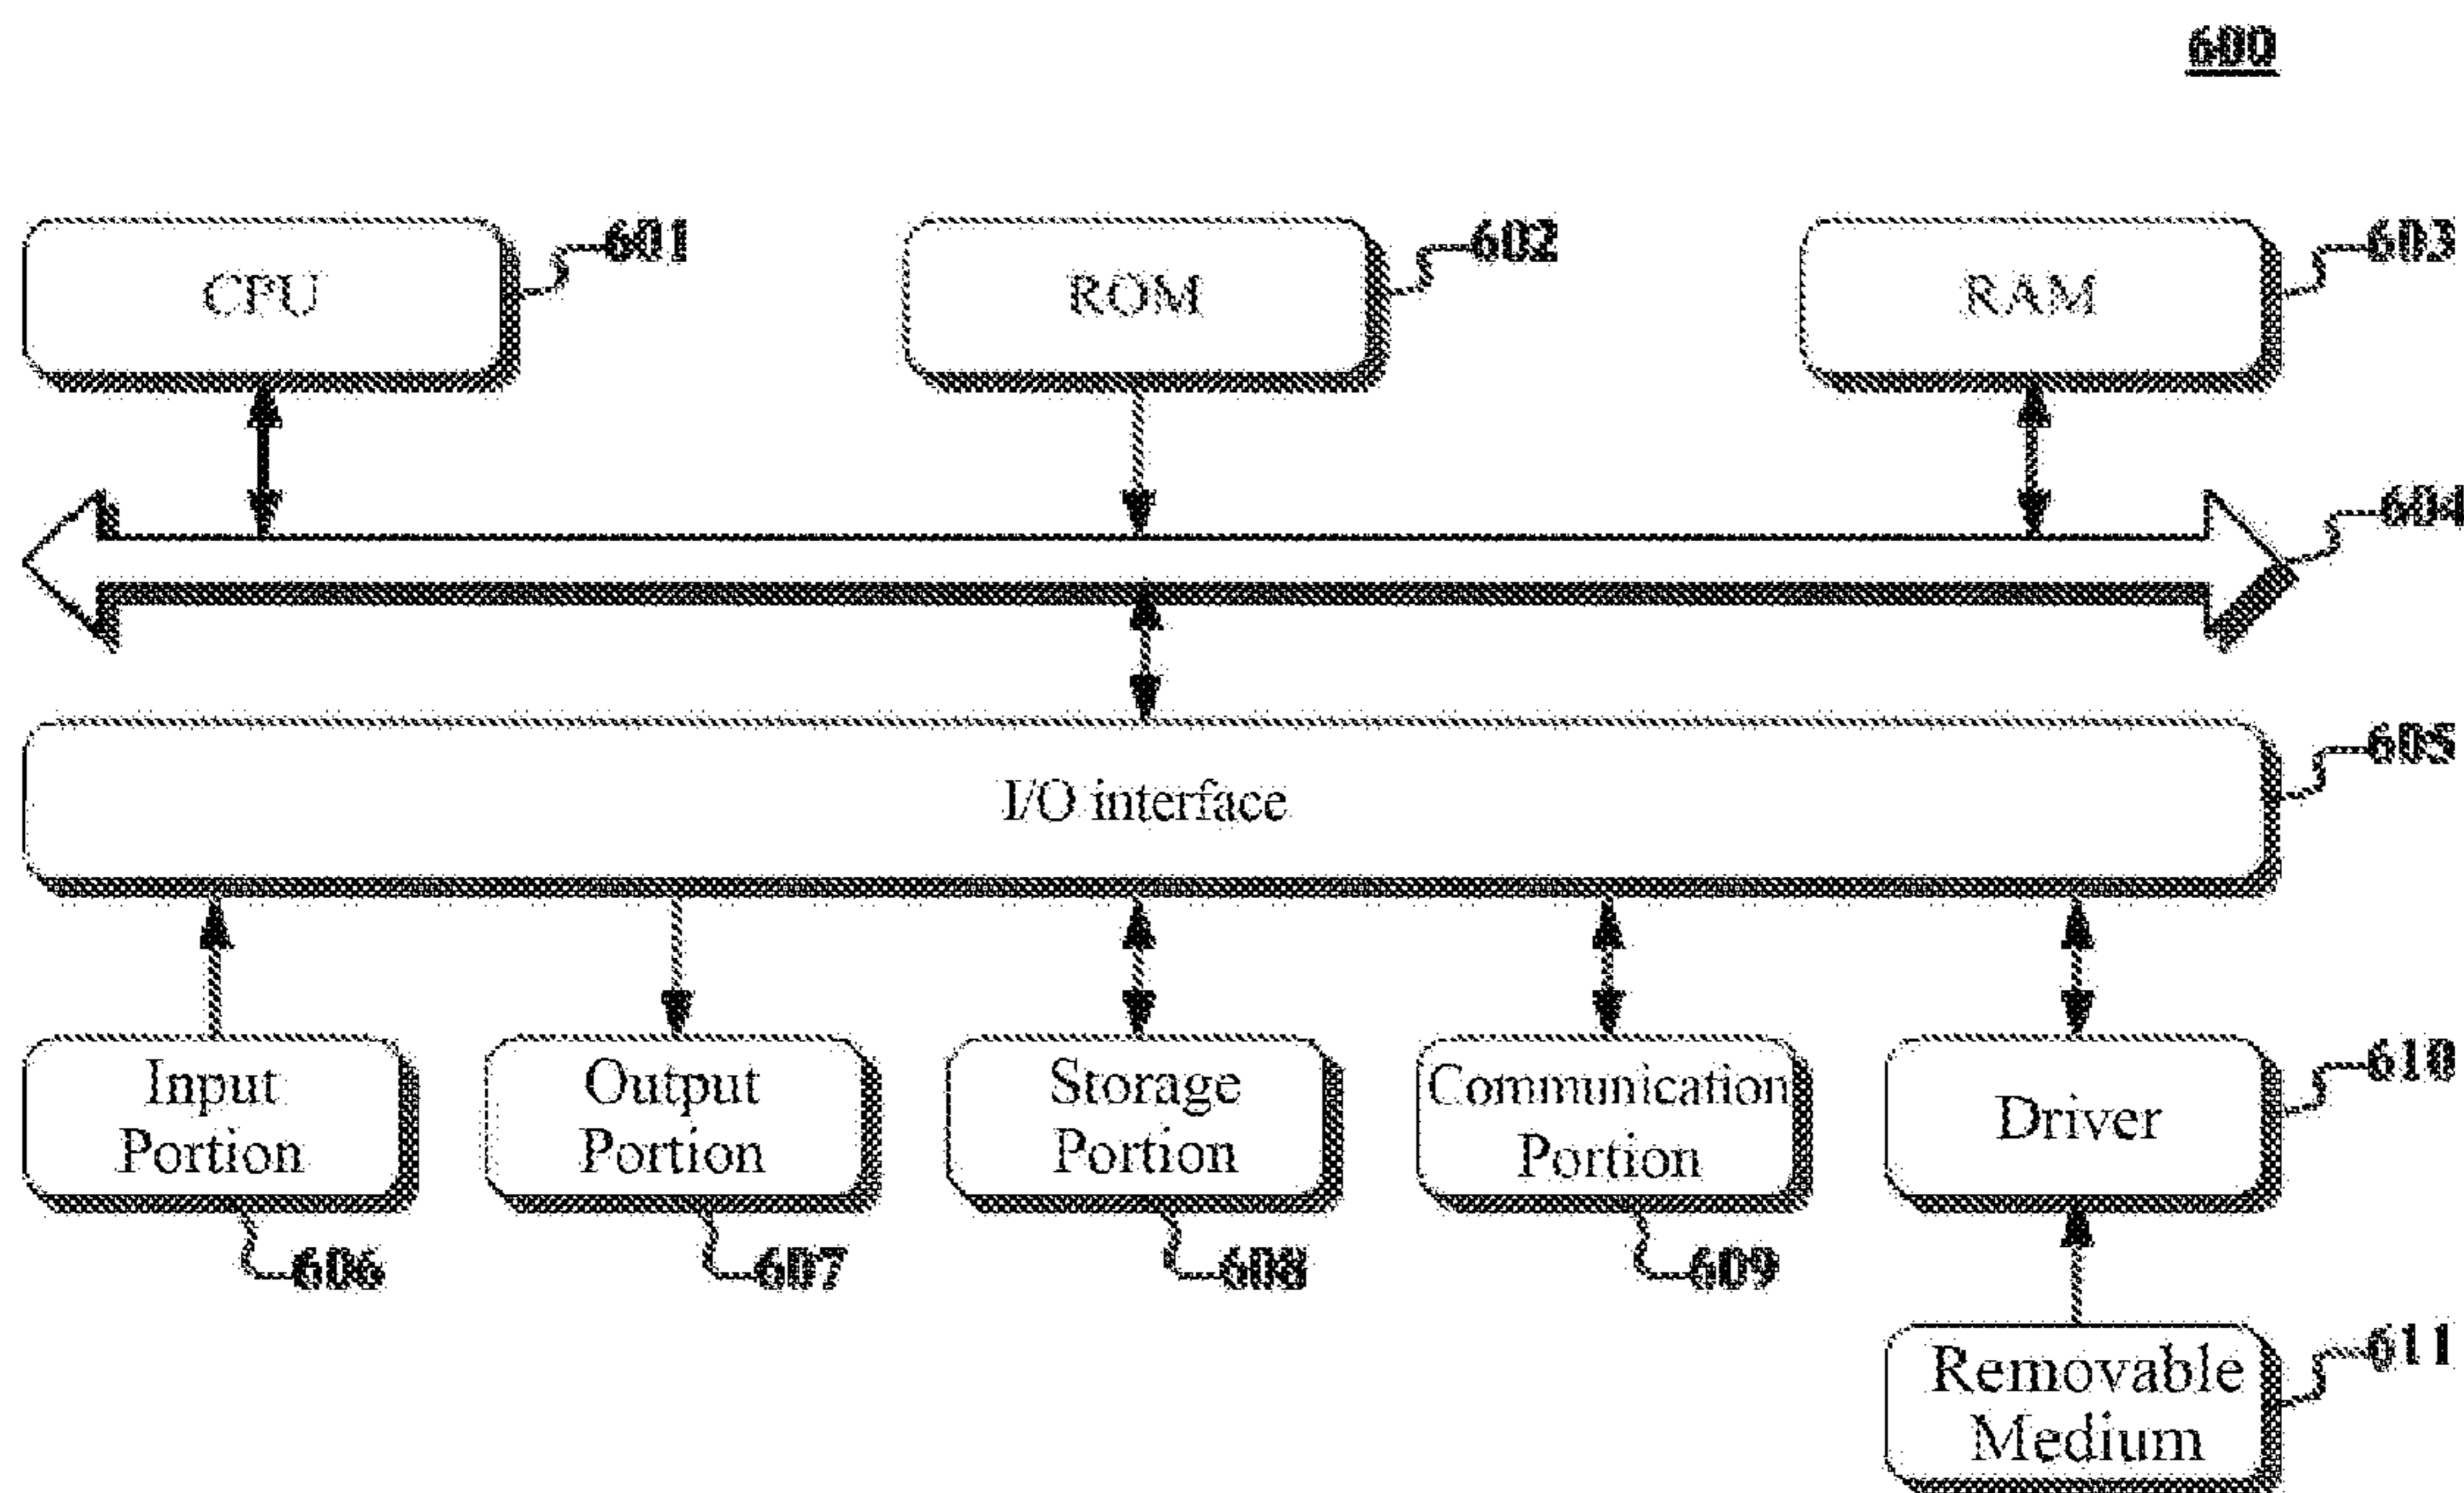 600
CPU
601
ROM
602
RAM
603
604
I/O interface
605
Input
Portion
606
Output
Portion
607
Storage
Portion
608
Communication
Portion
609
Driver
610
Removable
Medium
611